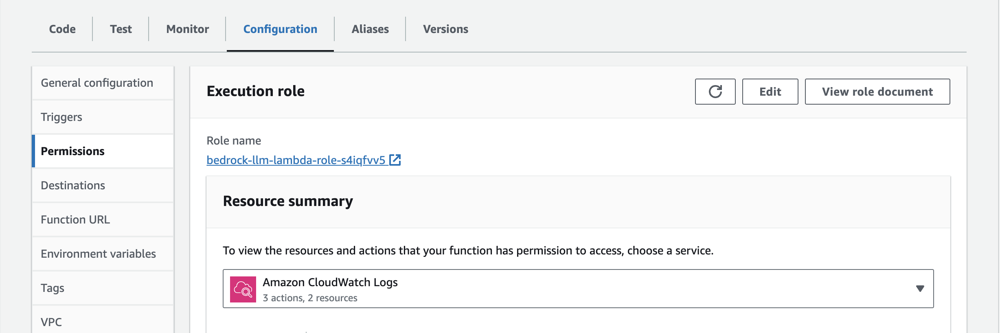 Code
Test
Monitor
Configuration
Aliases
Versions
General configuration
Triggers
Permissions
Destinations
Function URL
Environment variables
Tags
VPC
Execution role
Edit
View role document
Role name
bedrock-llm-lambda-role-s4iqfvv5
Resource summary
To view the resources and actions that your function has permission to access, choose a service.
Amazon CloudWatch Logs
3 actions, 2 resources